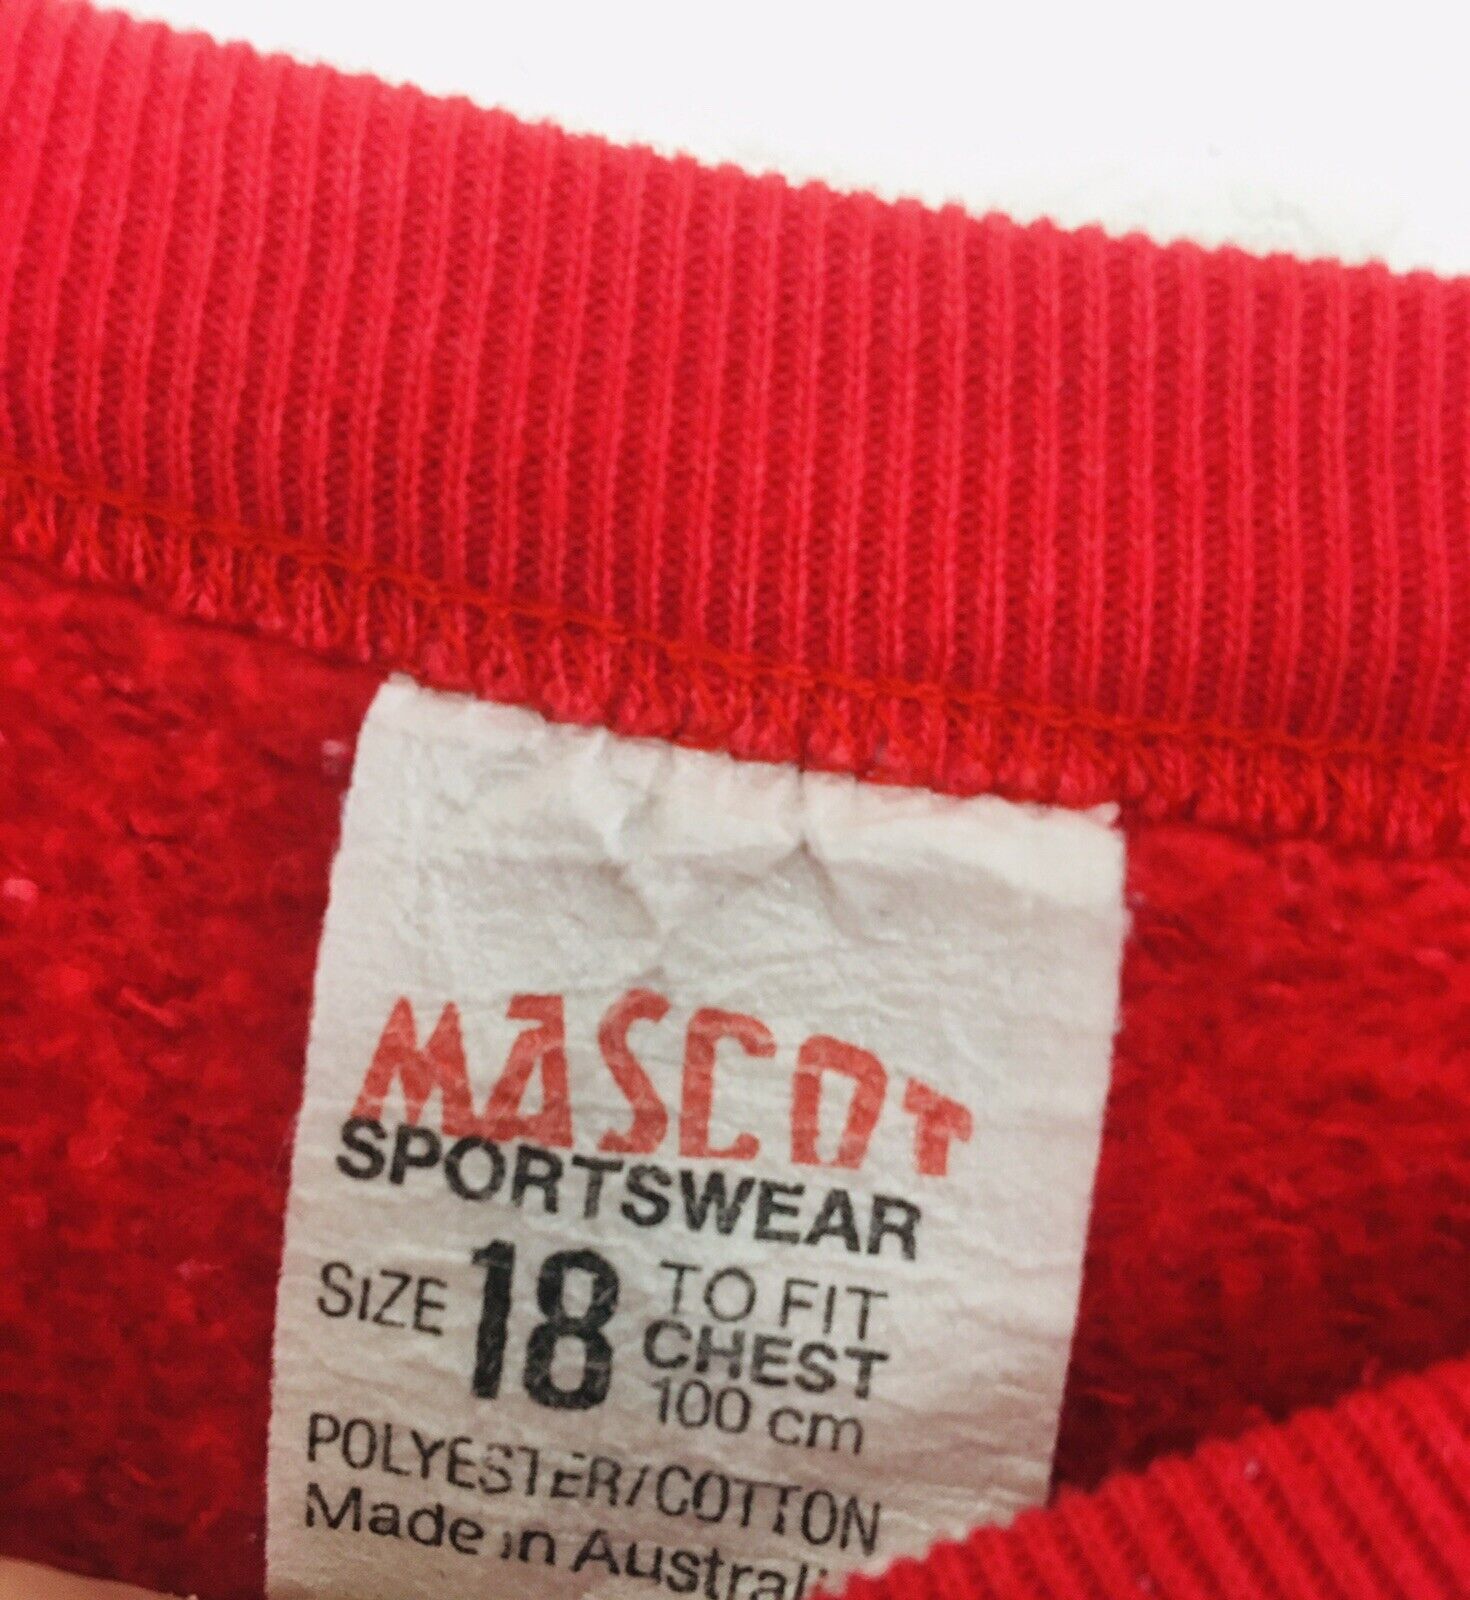 MASCOT
SPORTSWEAR
SIZE 18 TO FIT
CHEST
100 cm
POLYESTER/COTTON
Made in